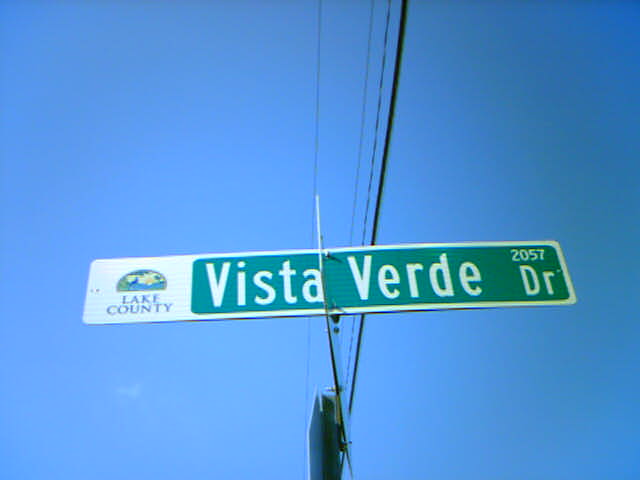 LAKE
COUNTY
Vista Verde Dr
2057